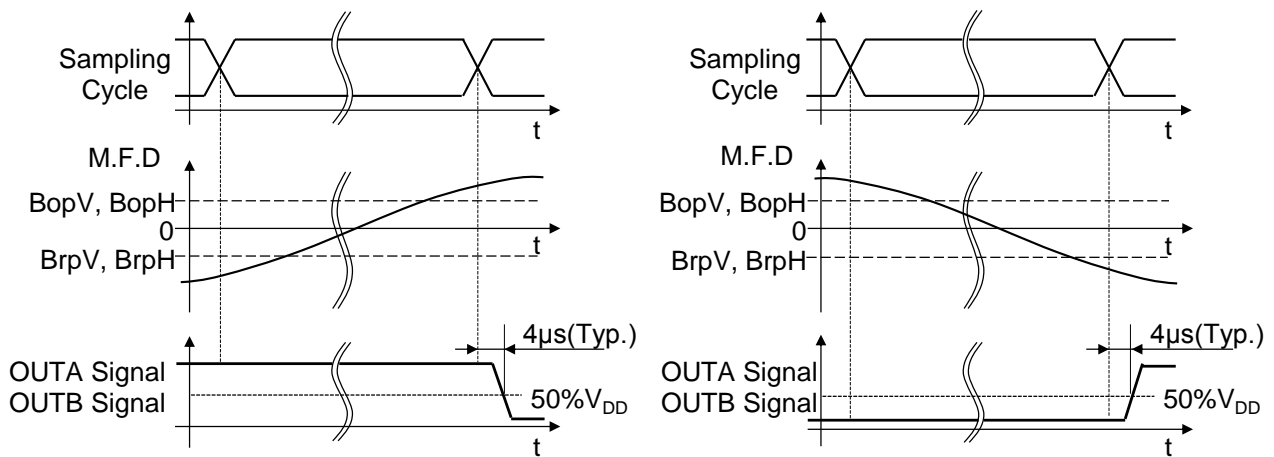 Sampling
Cycle
t
M.F.D
BopV, BopH
0
t
BrpV, BrpH
4µs(Typ.)
OUTA Signal
OUTB Signal
50%VDD
t
Sampling
Cycle
t
M.F.D
BopV, BopH
0
t
BrpV, BrpH
4µs(Typ.)
OUTA Signal
OUTB Signal
50%VDD
t